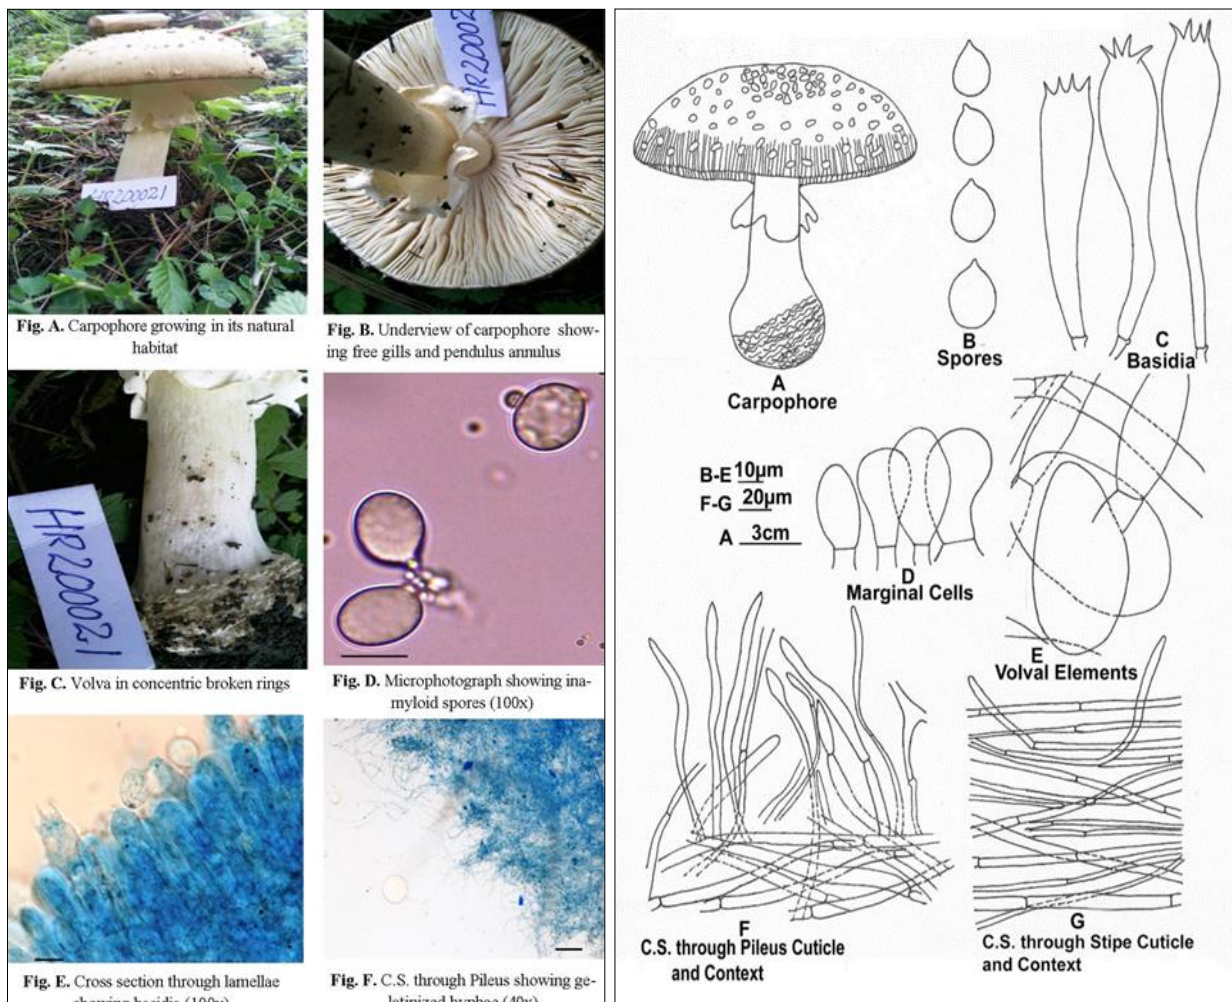 HR200021
HR20002
Fig. A. Carpophore growing in its natural
habitat
Fig. B. Underview of carpophore show-
ing free gills and pendulus annulus
HR200021
Fig. C. Volva in concentric broken rings
Fig. D. Microphotograph showing ina-
myloid spores (100x)
Fig. E. Cross section through lamellae
showing basidia (100x)
Fig. F. C.S. through Pileus showing ge-
latinized hyphae (40x)
A
Carpophore
B
Spores
C
Basidia
B-E 10µm
F-G 20µm
A 3cm
D
Marginal Cells
E
Volval Elements
F
C.S. through Pileus Cuticle
and Context
G
C.S. through Stipe Cuticle
and Context